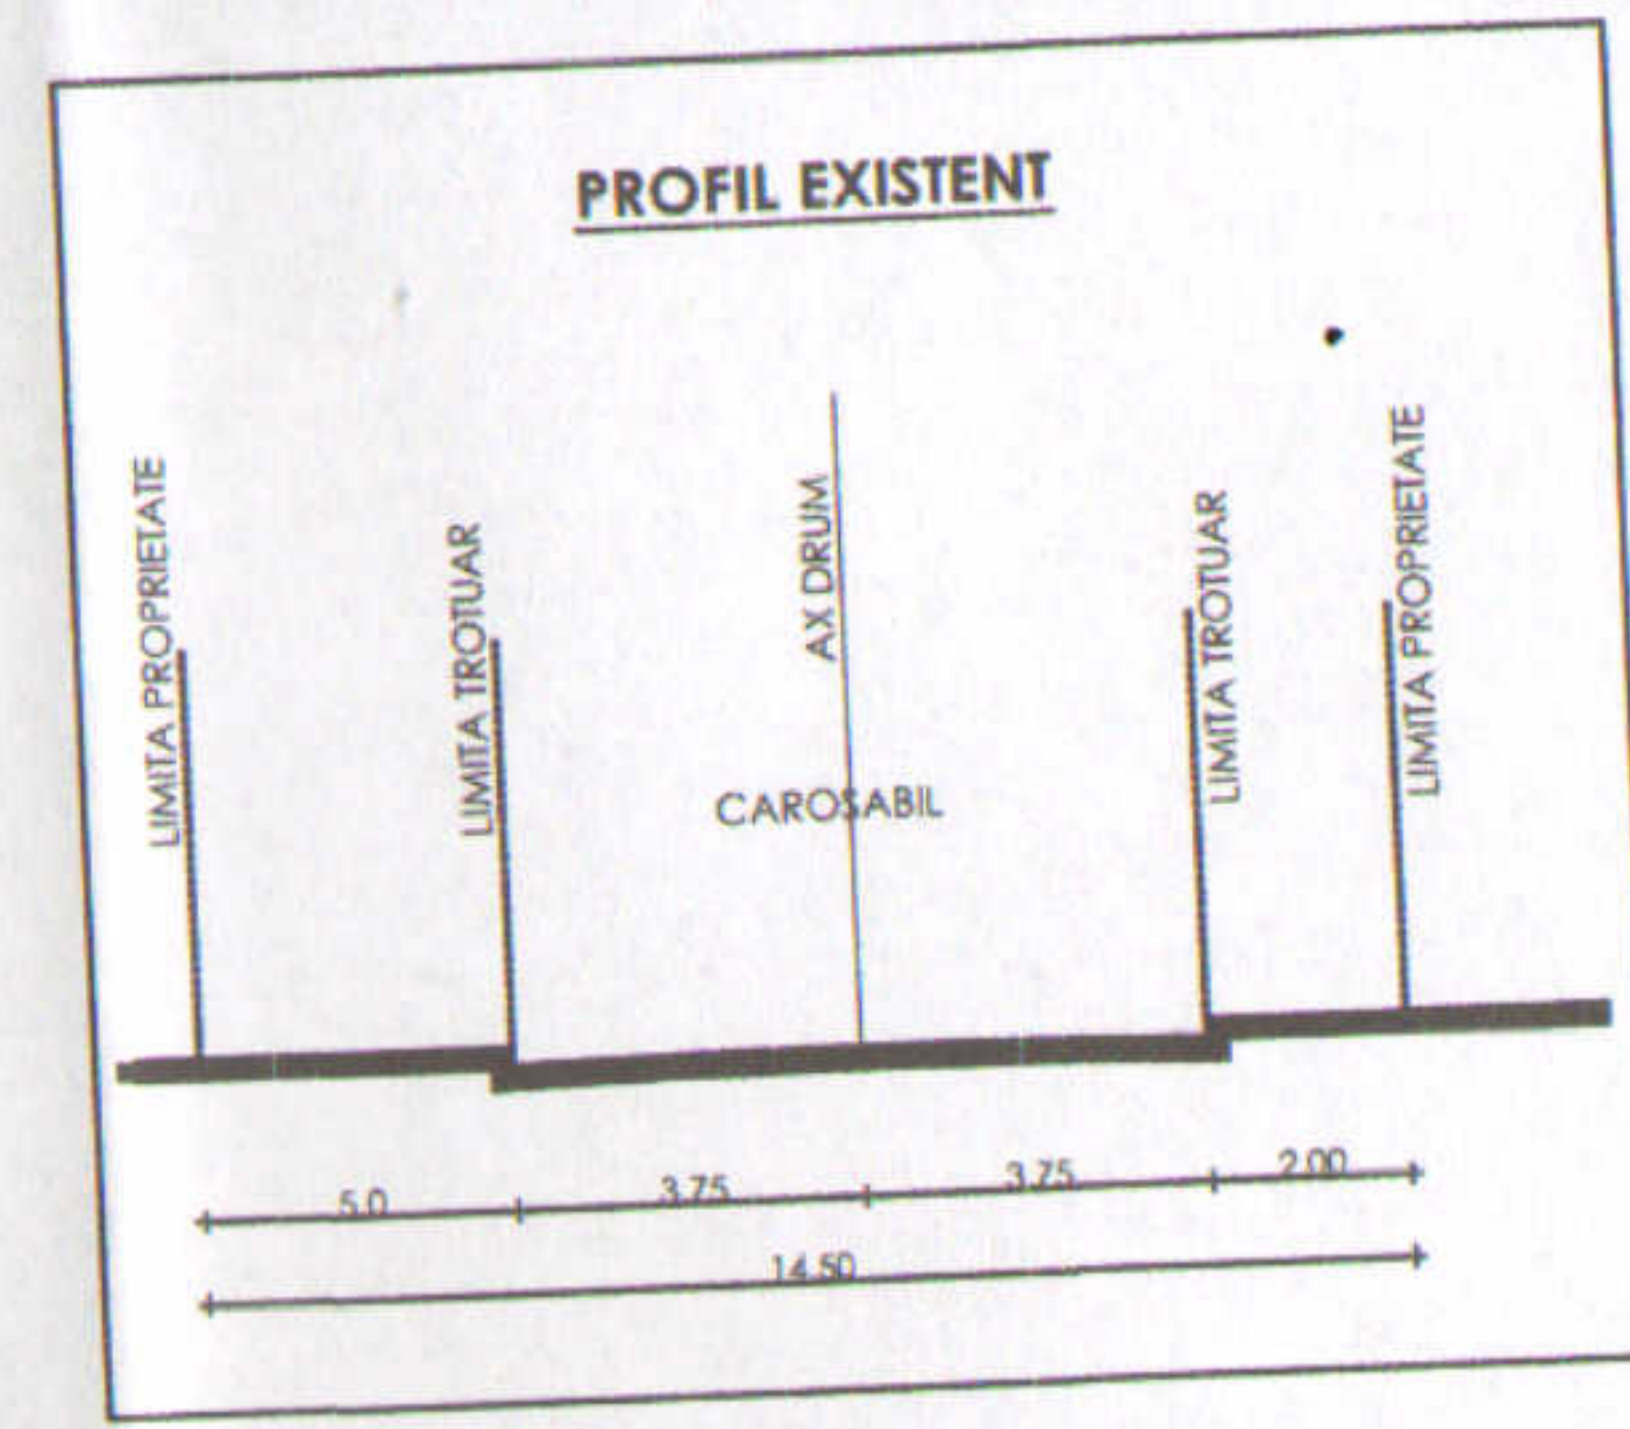 PROFIL EXISTENT
LIMITA PROPRIETATE
LIMITA TROTUAR
AX DRUM
LIMITA TROTUAR
LIMITA PROPRIETATE
CAROSABIL
5.0
3.75
3.75
2.00
14.50